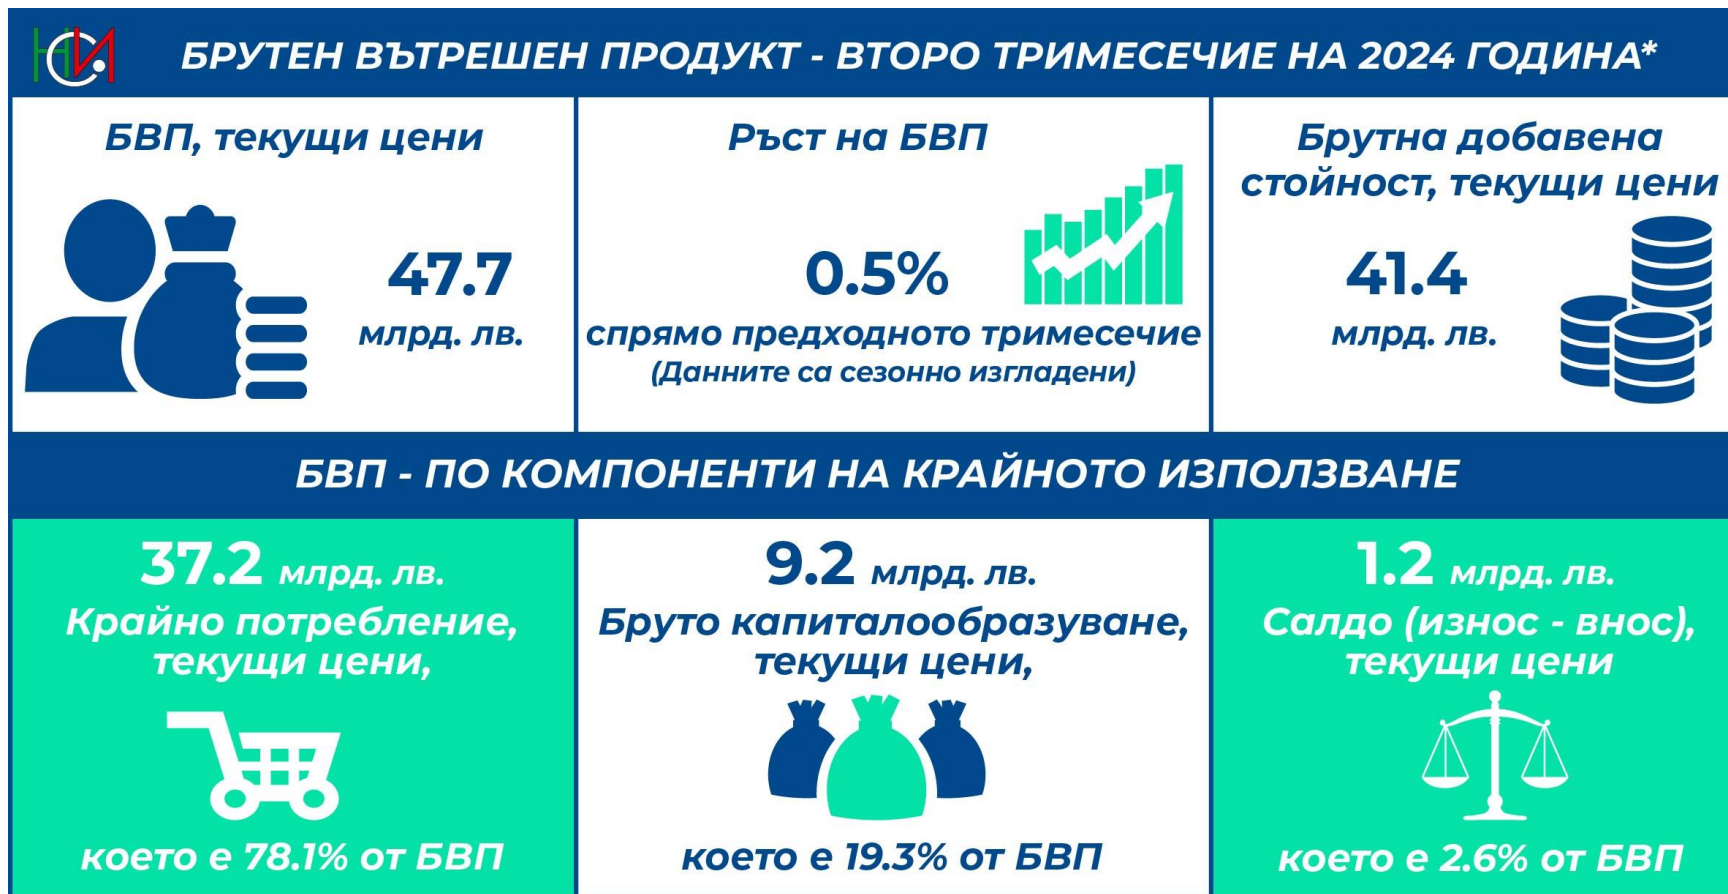 НСИ
БРУТЕН ВЪТРЕШЕН ПРОДУКТ - ВТОРО ТРИМЕСЕЧИЕ НА 2024 ГОДИНА*
БВП, текущи цени
47.7
млрд. лв.
Ръст на БВП
0.5%
спрямо предходното тримесечие
(Данните са сезонно изгладени)
Брутна добавена
стойност, текущи цени
41.4
млрд. лв.
БВП - ПО КОМПОНЕНТИ НА КРАЙНОТО ИЗПОЛЗВАНЕ
37.2 млрд. лв.
Крайно потребление,
текущи цени,
което е 78.1% от БВП
9.2 млрд. лв.
Бруто капиталообразуване,
текущи цени,
което е 19.3% от БВП
1.2 млрд. лв.
Салдо (износ - внос),
текущи цени
което е 2.6% от БВП